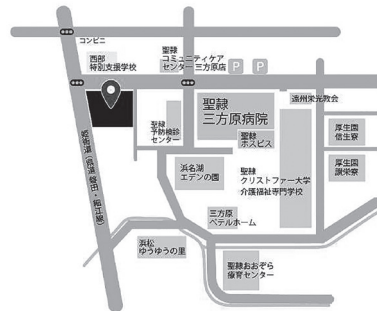 コンビニ
西部
特別支援学校
聖隷
コミュニティケア
センター 三方原店
P P
遠州栄光教会
聖隷
三方原病院
聖隷
予防検診
センター
聖隷
ホスピス
厚生園
信生寮
浜名湖
エデンの園
聖隷
クリストファー大学
介護福祉専門学校
厚生園
讃栄寮
姫街道(県道 磐田・細江線)
三方原
ベテルホーム
浜松
ゆうゆうの里
聖隷おおぞら
療育センター